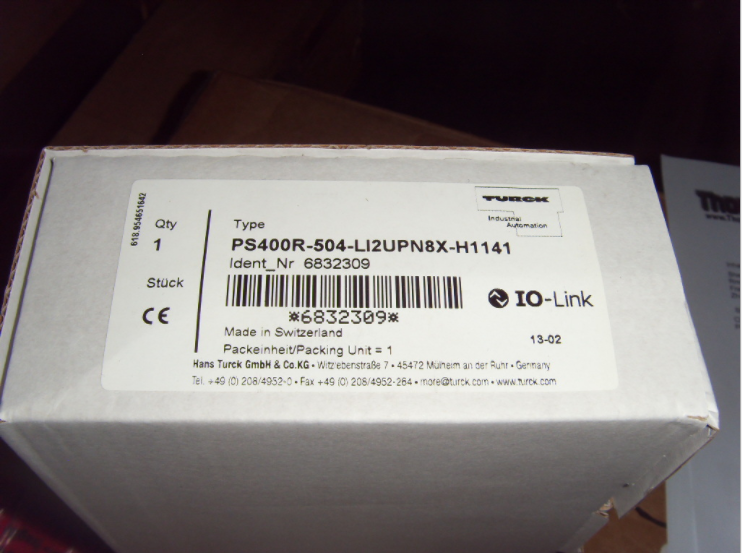 618.954651642
Qty
1
Stück
CE
Type
PS400R-504-LI2UPN8X-H1141
Ident_Nr 6832309
*6832309*
Made in Switzerland
Packeinheit/Packing Unit = 1
TURCK
Industrial
Automation
IO-Link
13-02
Hans Turck GmbH & Co.KG • Witzlebenstraße 7 • 45472 Mülheim an der Ruhr • Germany
Tel. +49 (0) 208/4952-0 • Fax +49 (0) 208/4952-264 • more@turck.com • www.turck.com